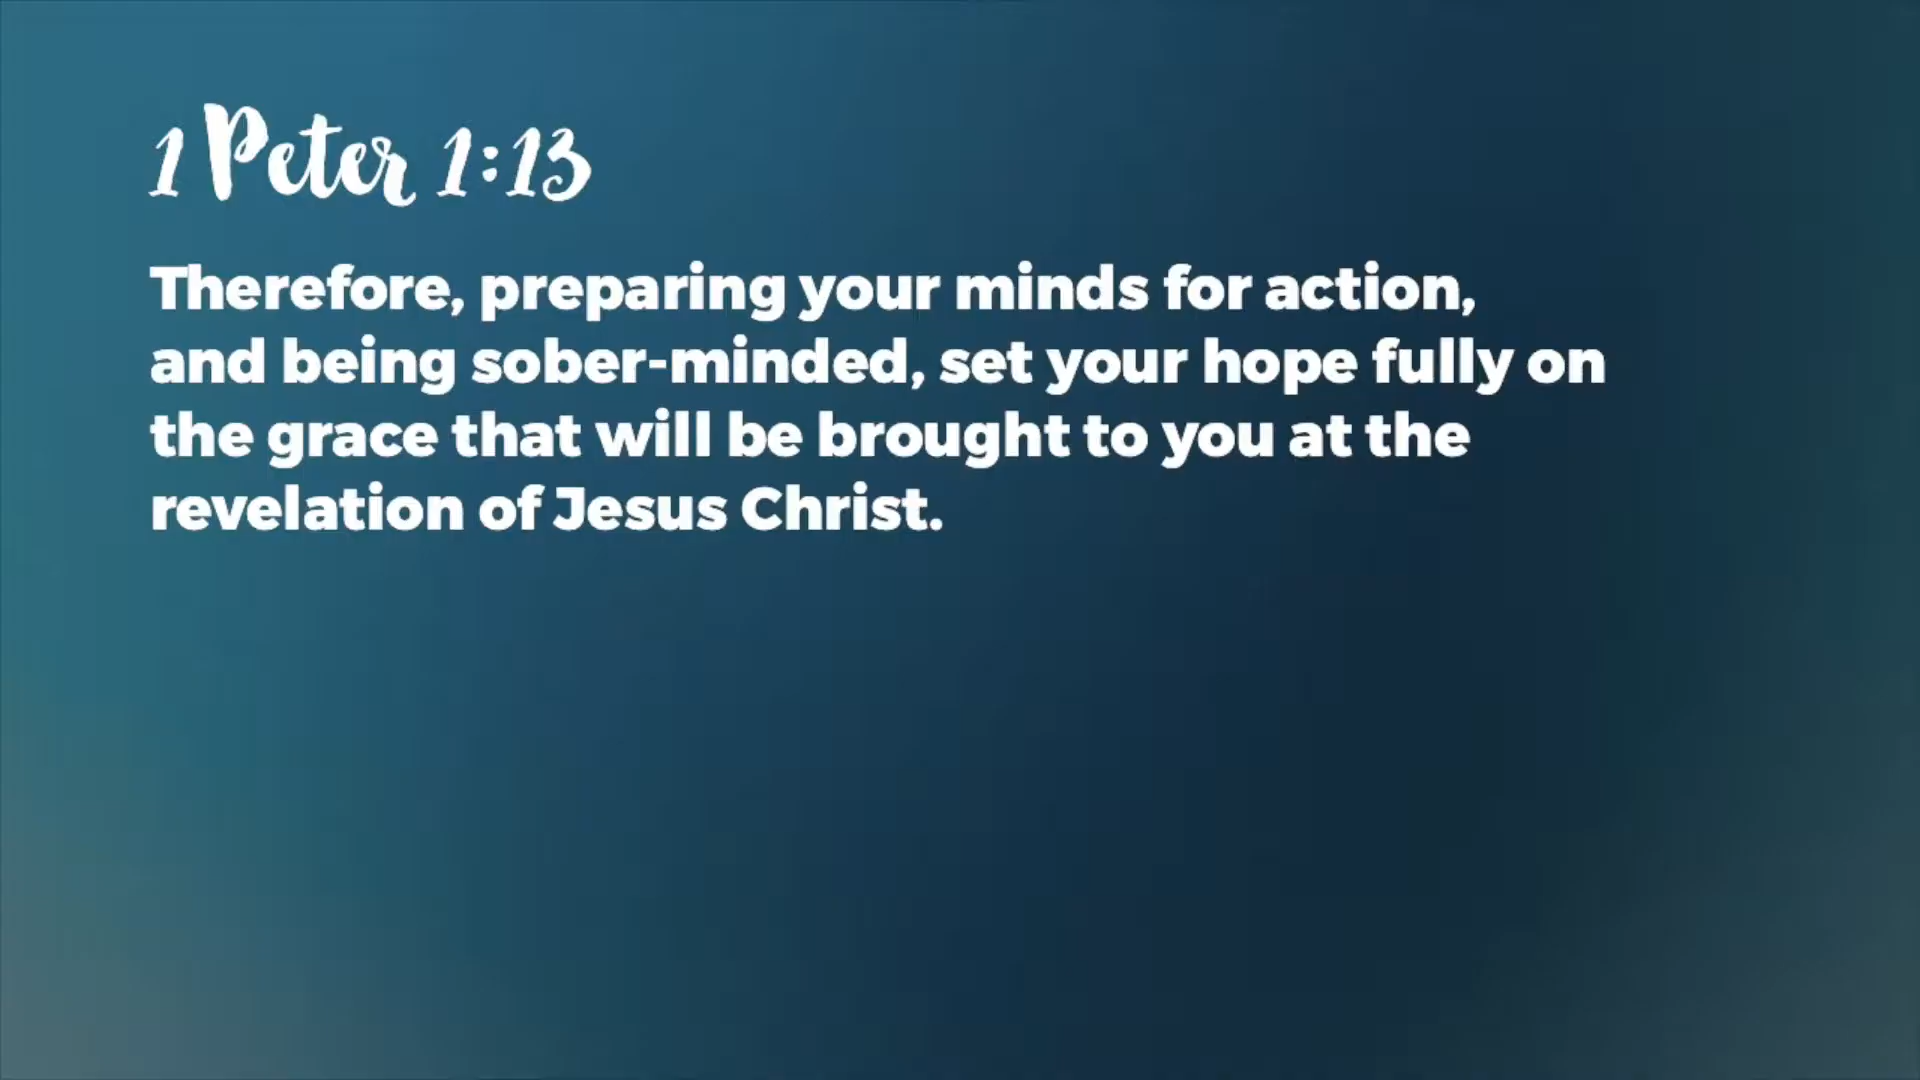 1 Peter 1:13
Therefore, preparing your minds for action,
and being sober-minded, set your hope fully on
the grace that will be brought to you at the
revelation of Jesus Christ.